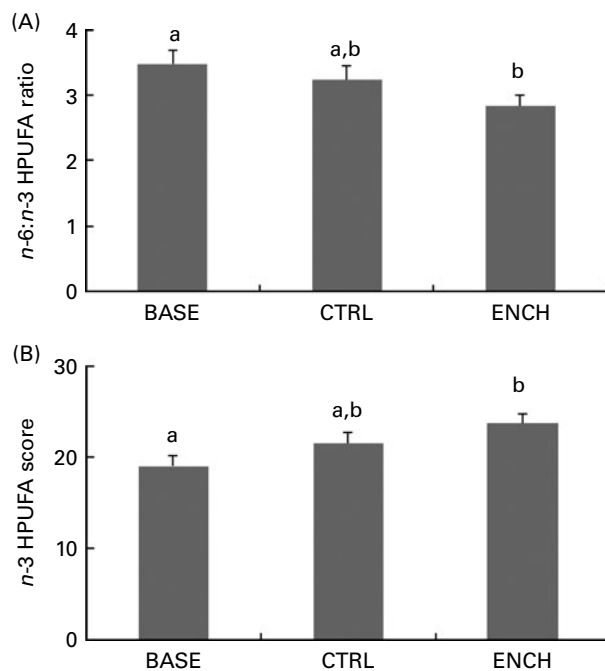 (A)
n-6:n-3 HPUFA ratio
4
3
2
1
0
a
a,b
b
BASE CTRL ENCH
(B)
n-3 HPUFA score
30
20
10
0
a
a,b
b
BASE CTRL ENCH